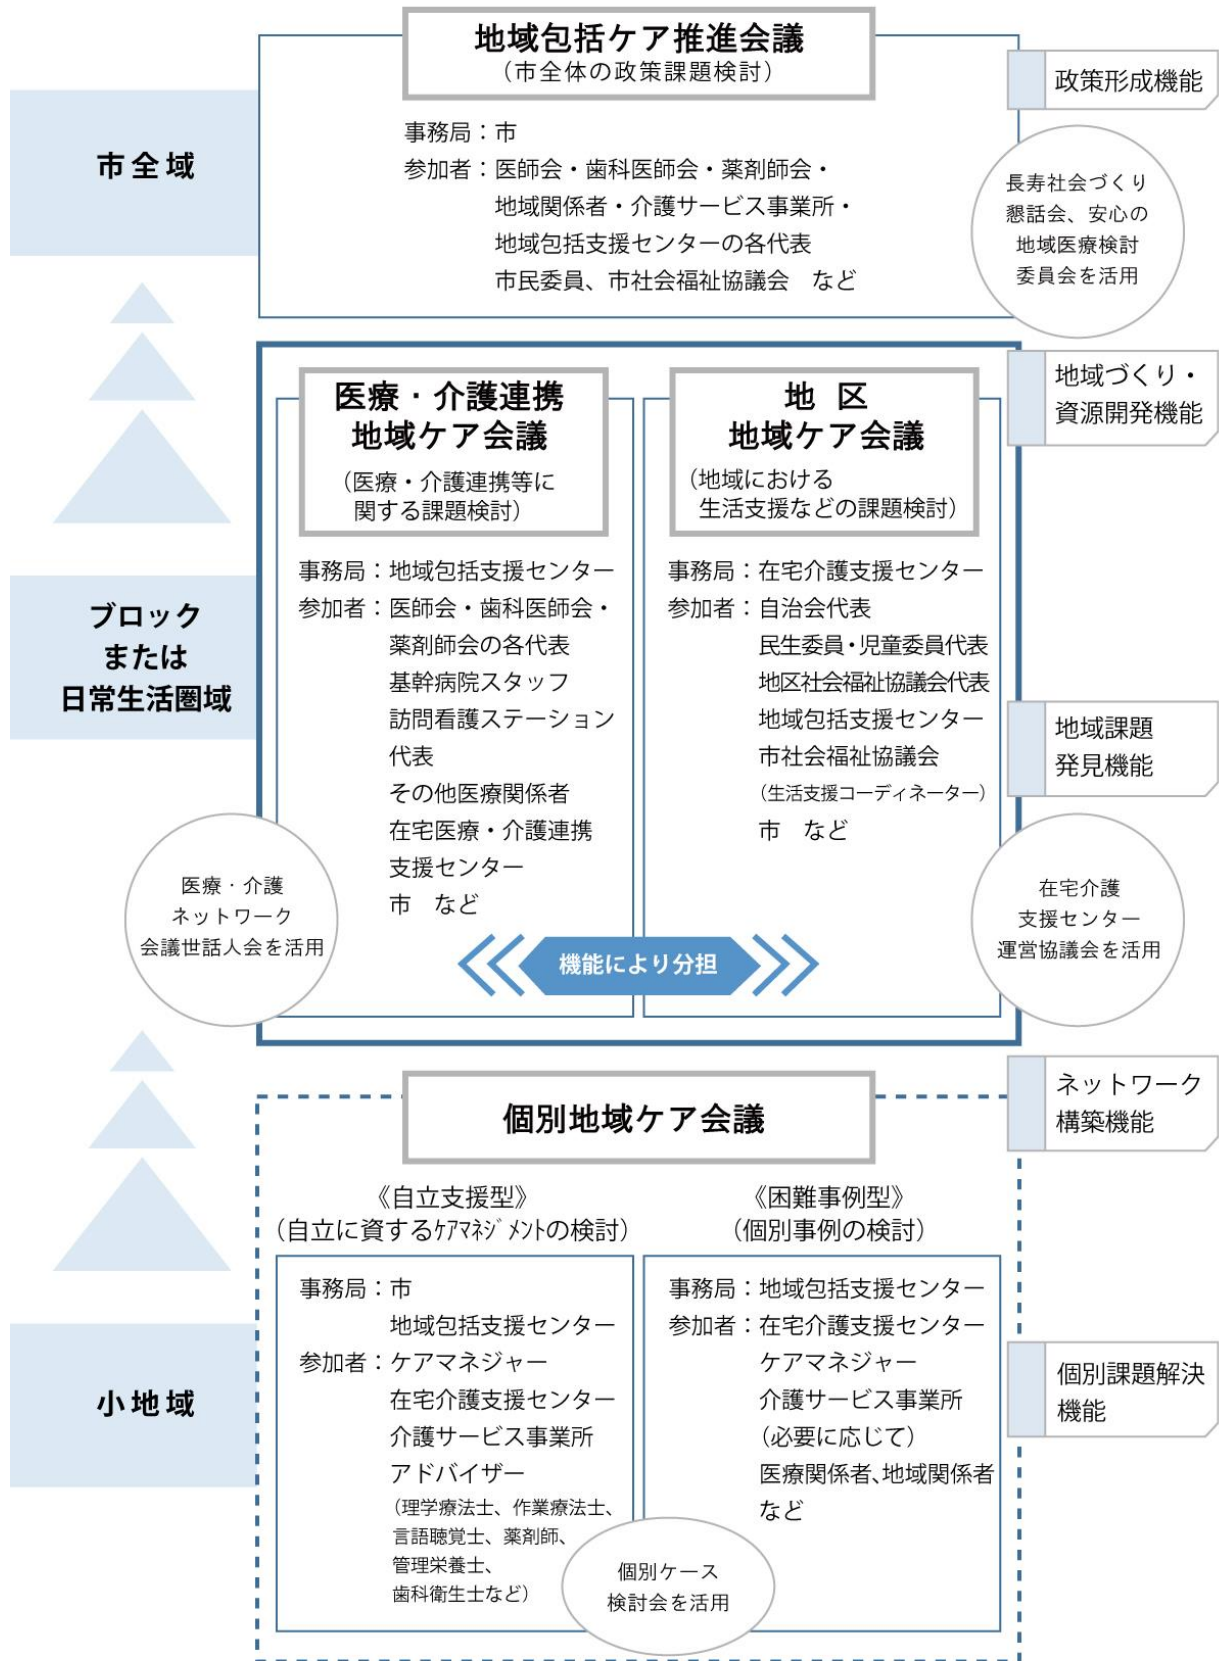 地域包括ケア推進会議
（市全体の政策課題検討）
政策形成機能
市全域
事務局：市
参加者：医師会・歯科医師会・薬剤師会・
地域関係者・介護サービス事業所・
地域包括支援センターの各代表
市民委員、市社会福祉協議会　など
長寿社会づくり
懇話会、安心の
地域医療検討
委員会を活用
ブロック
または
日常生活圏域
医療・介護連携
地域ケア会議
（医療・介護連携等に
関する課題検討）
事務局：地域包括支援センター
参加者：医師会・歯科医師会・
薬剤師会の各代表
基幹病院スタッフ
訪問看護ステーション
代表
その他医療関係者
在宅医療・介護連携
支援センター
市　など
医療・介護
ネットワーク
会議世話人会を活用
地区
地域ケア会議
（地域における
生活支援などの課題検討）
事務局：在宅介護支援センター
参加者：自治会代表
民生委員・児童委員代表
地区社会福祉協議会代表
地域包括支援センター
市社会福祉協議会
（生活支援コーディネーター）
市　など
地域づくり・
資源開発機能
地域課題
発見機能
在宅介護
支援センター
運営協議会を活用
機能により分担
ネットワーク
構築機能
個別地域ケア会議
小地域
《自立支援型》
（自立に資するｹｱﾏﾈｼﾞﾒﾝﾄの検討）
事務局：市
地域包括支援センター
参加者：ケアマネジャー
在宅介護支援センター
介護サービス事業所
アドバイザー
（理学療法士、作業療法士、
言語聴覚士、薬剤師、
管理栄養士、
歯科衛生士など）
《困難事例型》
（個別事例の検討）
事務局：地域包括支援センター
参加者：在宅介護支援センター
ケアマネジャー
介護サービス事業所
（必要に応じて）
医療関係者、地域関係者
など
個別課題解決
機能
個別ケース
検討会を活用